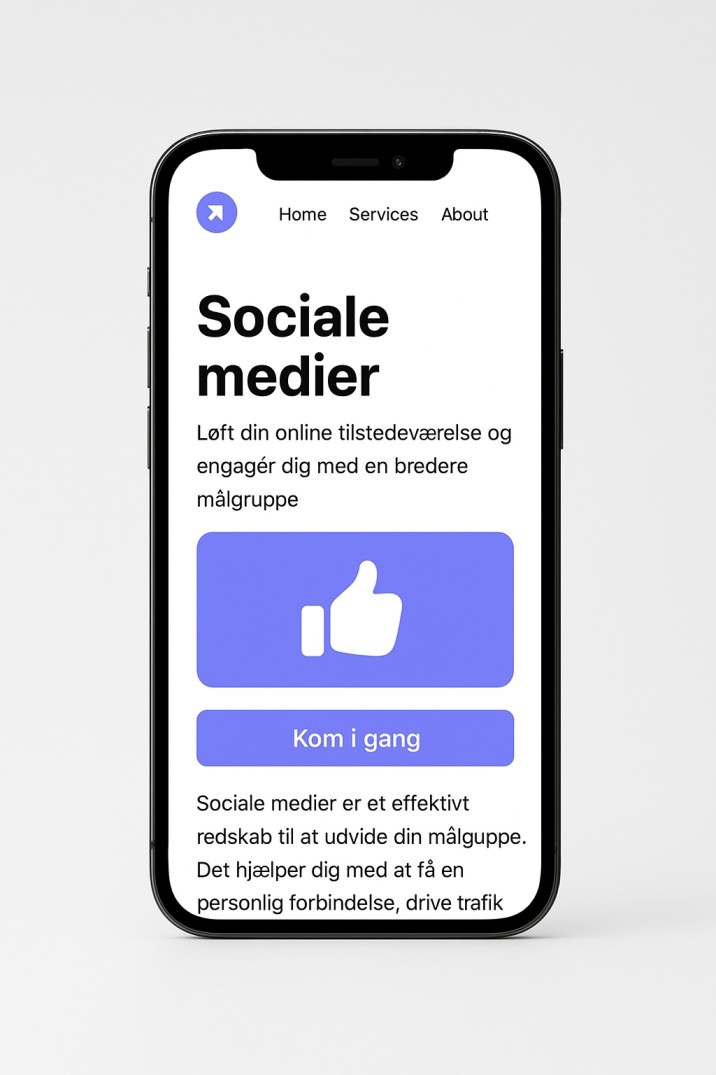 Home Services About
Sociale
medier
Løft din online tilstedeværelse og
engagér dig med en bredere
målgruppe
Kom i gang
Sociale medier er et effektivt
redskab til at udvide din målguppe.
Det hjælper dig med at få en
personlig forbindelse, drive trafik